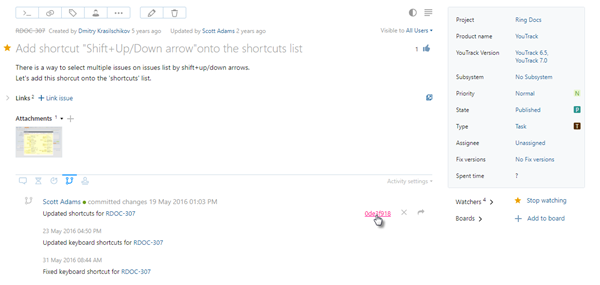 RDOC-307 Created by Dmitry Krasilschikov 5 years ago Updated by Scott Adams 2 years ago Visible to All Users
Add shortcut "Shift+Up/Down arrow"onto the shortcuts list 1
There is a way to select multiple issues on issues list by shift+up/down arrows.
Let's add this shorcut onto the 'shortcuts' list.
Links 2 + Link issue
Attachments 1
Activity settings
Scott Adams committed changes 19 May 2016 01:03 PM
Updated shortcuts for RDOC-307 0de3f918
23 May 2016 04:50 PM
Updated keyboard shortcuts for RDOC-307
31 May 2016 08:44 AM
Fixed keyboard shortcut for RDOC-307
Project Ring Docs
Product name YouTrack
YouTrack Version YouTrack 6.5,
YouTrack 7.0
Subsystem No Subsystem
Priority Normal N
State Published P
Type Task T
Assignee Unassigned
Fix versions No Fix versions
Spent time ?
Watchers 4 Stop watching
Boards Add to board